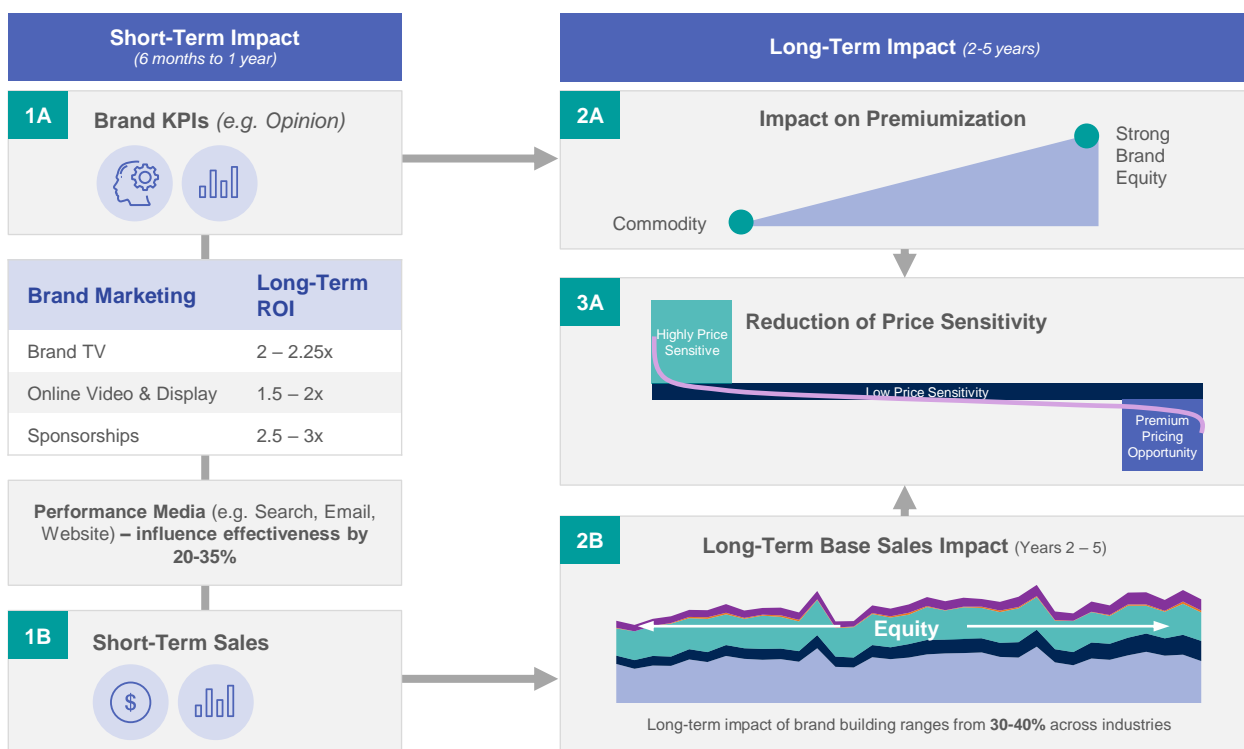 Short-Term Impact
(6 months to 1 year)
1A
Brand KPIs (e.g. Opinion)
Brand Marketing
Long-Term
ROI
Brand TV
2 – 2.25x
Online Video & Display
1.5 – 2x
Sponsorships
2.5 – 3x
Performance Media (e.g. Search, Email,
Website) – influence effectiveness by
20-35%
1B
Short-Term Sales
$
Long-Term Impact (2-5 years)
2A
Impact on Premiumization
Strong
Brand
Equity
Commodity
3A
Reduction of Price Sensitivity
Highly Price
Sensitive
Low Price Sensitivity
Premium
Pricing
Opportunity
2B
Long-Term Base Sales Impact (Years 2 – 5)
Equity
Long-term impact of brand building ranges from 30-40% across industries